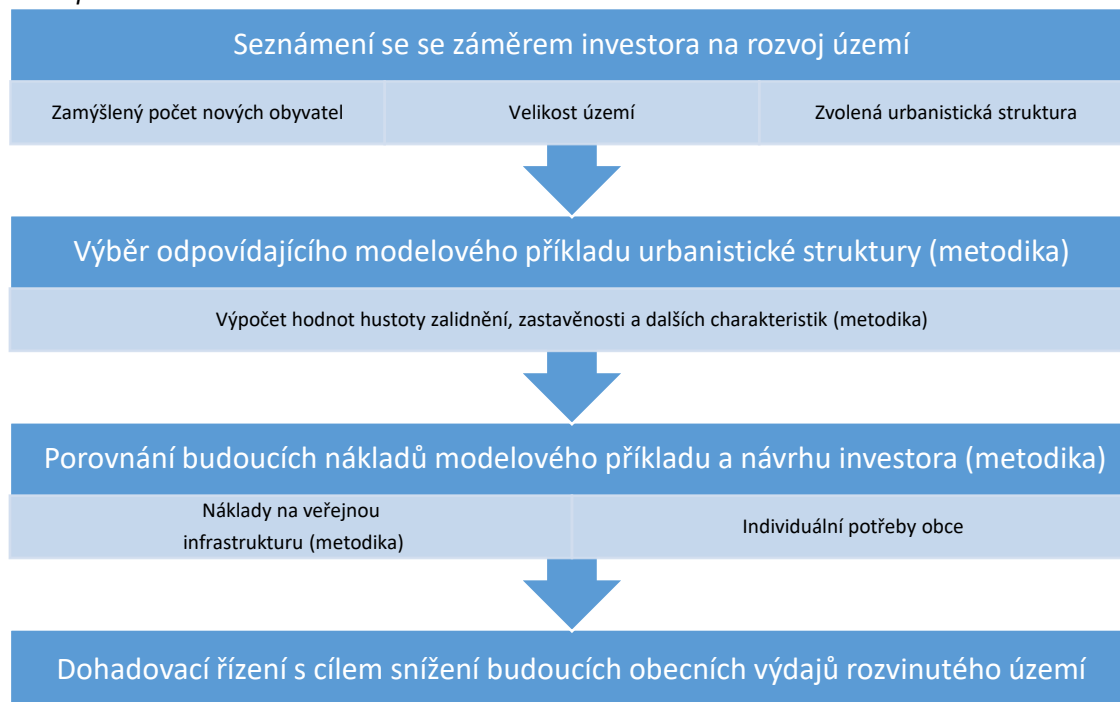 Seznámení se se záměrem investora na rozvoj území
Zamýšlený počet nových obyvatel
Velikost území
Zvolená urbanistická struktura
Výběr odpovídajícího modelového příkladu urbanistické struktury (metodika)
Výpočet hodnot hustoty zalidnění, zastavěnosti a dalších charakteristik (metodika)
Porovnání budoucích nákladů modelového příkladu a návrhu investora (metodika)
Náklady na veřejnou
infrastrukturu (metodika)
Individuální potřeby obce
Dohadovací řízení s cílem snížení budoucích obecních výdajů rozvinutého území